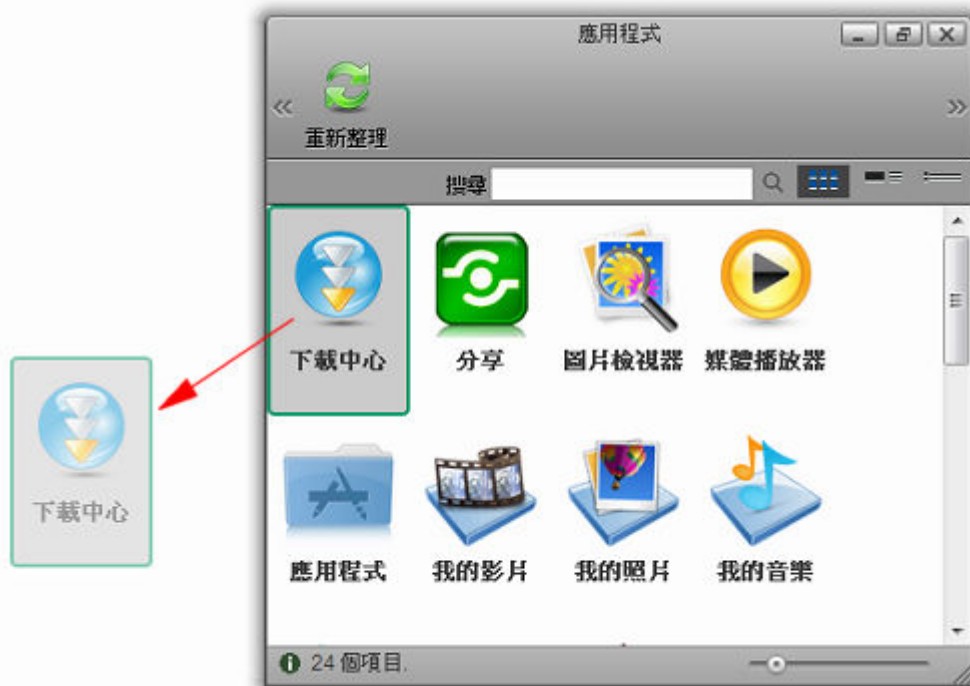 應用程式
重新整理
搜尋
下載中心
分享
圖片檢視器
媒體播放器
下載中心
應用程式
我的影片
我的照片
我的音樂
24 個項目.